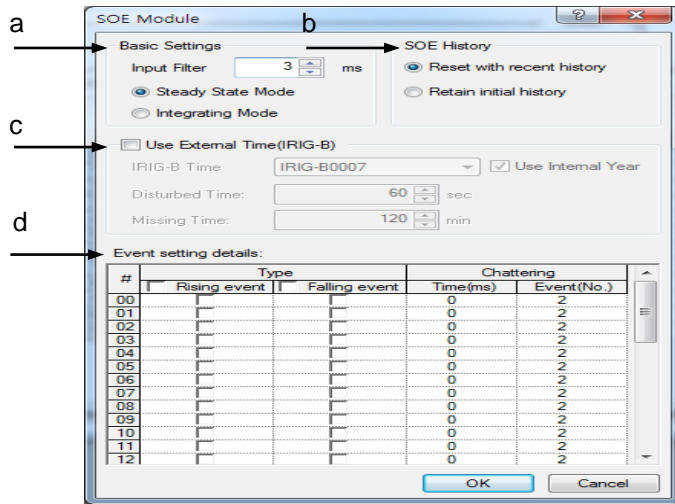 SOE Module
a
b
Basic Settings
SOE History
Input Filter 3 ms
Reset with recent history
Steady State Mode
Retain initial history
Integrating Mode
c
Use External Time(IRIG-B)
IRIG-B Time IRIG-B0007 Use Internal Year
Disturbed Time: 60 sec
Missing Time: 120 min
d
Event setting details:
# Type Chattering
Rising event Falling event Time(ms) Event(No.)
00 0 2
01 0 2
02 0 2
03 0 2
04 0 2
05 0 2
06 0 2
07 0 2
08 0 2
09 0 2
10 0 2
11 0 2
12 0 2
OK Cancel